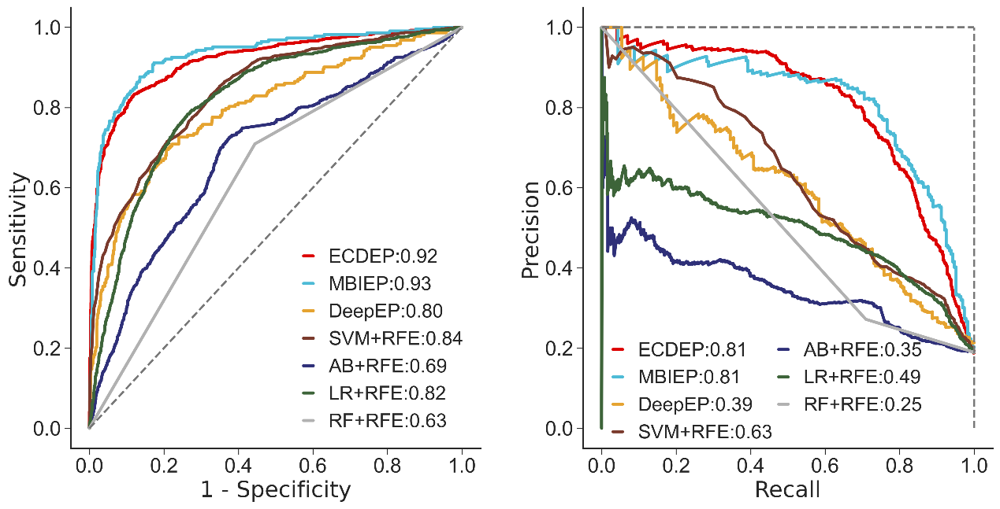 1.0
0.8
0.6
0.4
0.2
0.0
Sensitivity
0.0 0.2 0.4 0.6 0.8 1.0
1 - Specificity
ECDEP:0.92
MBIEP:0.93
DeepEP:0.80
SVM+RFE:0.84
AB+RFE:0.69
LR+RFE:0.82
RF+RFE:0.63
1.0
0.8
0.6
0.4
0.2
0.0
Precision
0.0 0.2 0.4 0.6 0.8 1.0
Recall
ECDEP:0.81
MBIEP:0.81
DeepEP:0.39
SVM+RFE:0.63
AB+RFE:0.35
LR+RFE:0.49
RF+RFE:0.25